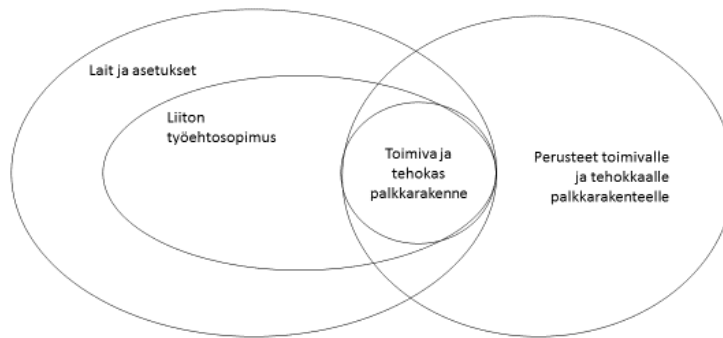 Lait ja asetukset
Liiton
työehtosopimus
Toimiva ja
tehokas
palkkarakenne
Perusteet toimivalle
ja tehokkaalle
palkkarakenteelle